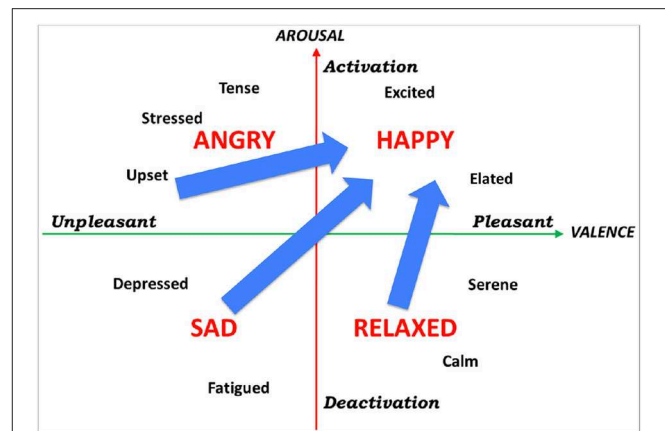 AROUSAL
Activation
Tense
Excited
Stressed
ANGRY
HAPPY
Upset
Elated
Unpleasant
Pleasant
VALENCE
Depressed
Serene
SAD
RELAXED
Calm
Fatigued
Deactivation